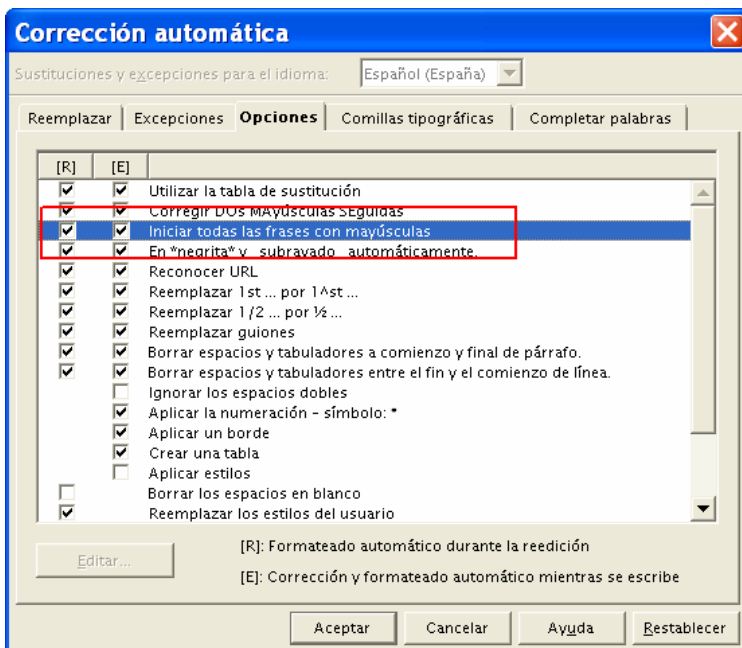 Corrección automática
Sustituciones y excepciones para el idioma: Español (España)
Reemplazar Excepciones Opciones Comillas tipográficas Completar palabras
[R] [E]
Utilizar la tabla de sustitución
Corregir DOs MAyúsculas SEguidas
Iniciar todas las frases con mayúsculas
En *negrita* y _subrayado_ automáticamente.
Reconocer URL
Reemplazar 1st ... por 1^st ...
Reemplazar 1/2 ... por ½ ...
Reemplazar guiones
Borrar espacios y tabuladores a comienzo y final de párrafo.
Borrar espacios y tabuladores entre el fin y el comienzo de línea.
Ignorar los espacios dobles
Aplicar la numeración - símbolo: *
Aplicar un borde
Crear una tabla
Aplicar estilos
Borrar los espacios en blanco
Reemplazar los estilos del usuario
Editar...
[R]: Formateado automático durante la reedición
[E]: Corrección y formateado automático mientras se escribe
Aceptar Cancelar Ayuda Restablecer